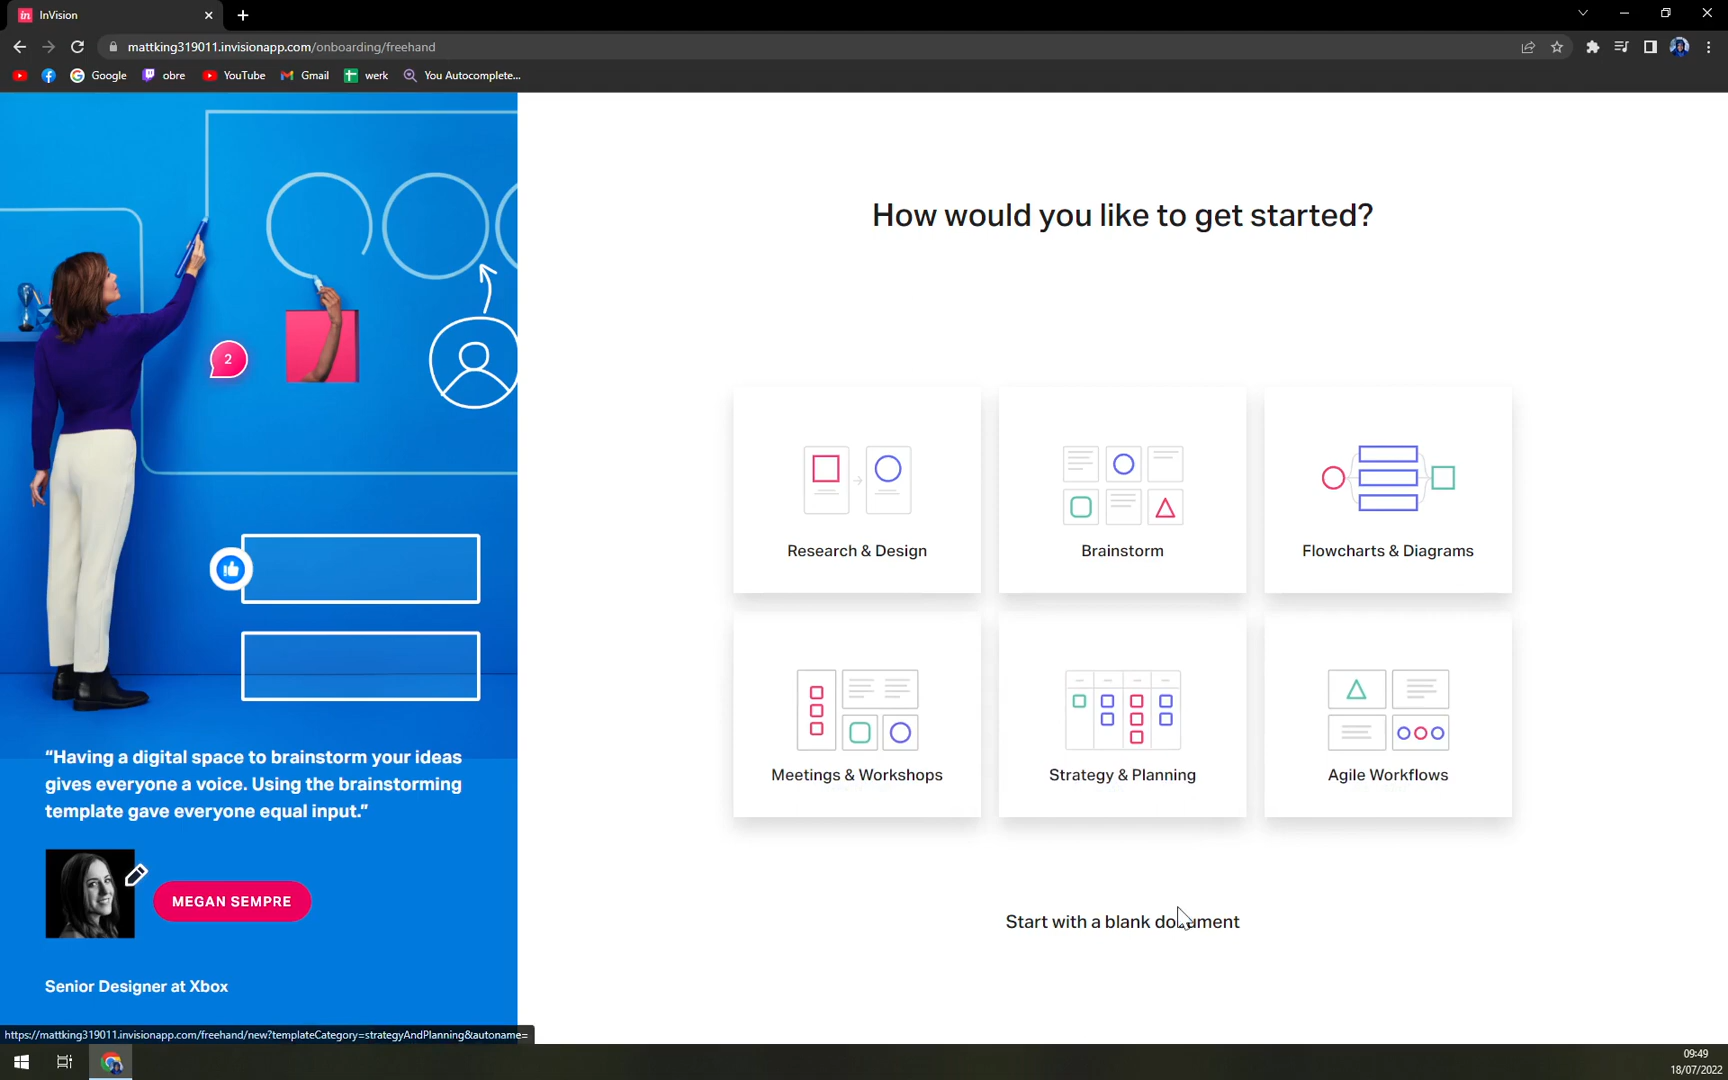 in InVision
mattking319011.invisionapp.com/onboarding/freehand
Google obre YouTube Gmail werk You Autocomplete...
How would you like to get started?
2
Research & Design Brainstorm Flowcharts & Diagrams
Meetings & Workshops Strategy & Planning Agile Workflows
"Having a digital space to brainstorm your ideas
gives everyone a voice. Using the brainstorming
template gave everyone equal input."
MEGAN SEMPRE
Start with a blank document
Senior Designer at Xbox
https://mattking319011.invisionapp.com/freehand/new?templateCategory=strategyAndPlanning&autoname=
09:49
18/07/2022